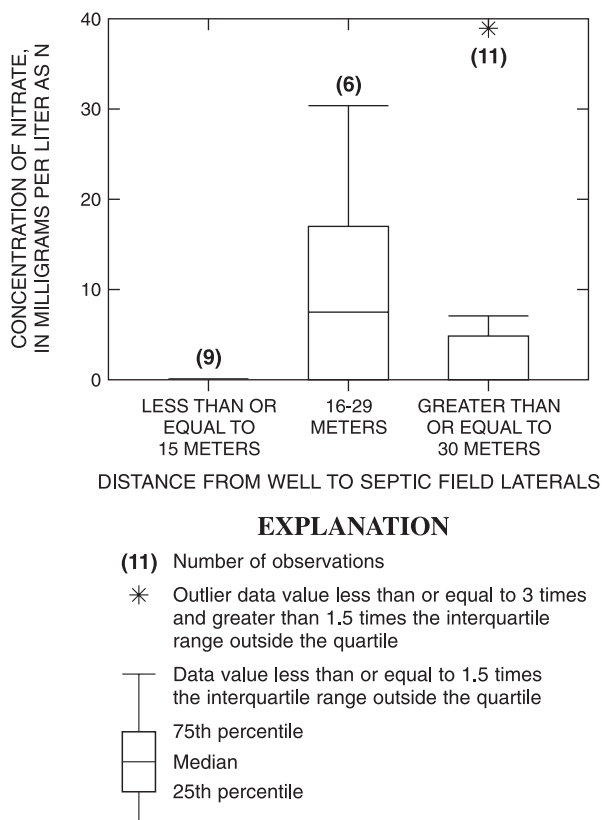 CONCENTRATION OF NITRATE,
IN MILLIGRAMS PER LITER AS N
40
30
20
10
0
(9)
(6)
(11)
LESS THAN OR
EQUAL TO
15 METERS
16-29
METERS
GREATER THAN
OR EQUAL TO
30 METERS
DISTANCE FROM WELL TO SEPTIC FIELD LATERALS
EXPLANATION
(11) Number of observations
Outlier data value less than or equal to 3 times
and greater than 1.5 times the interquartile
range outside the quartile
Data value less than or equal to 1.5 times
the interquartile range outside the quartile
75th percentile
Median
25th percentile